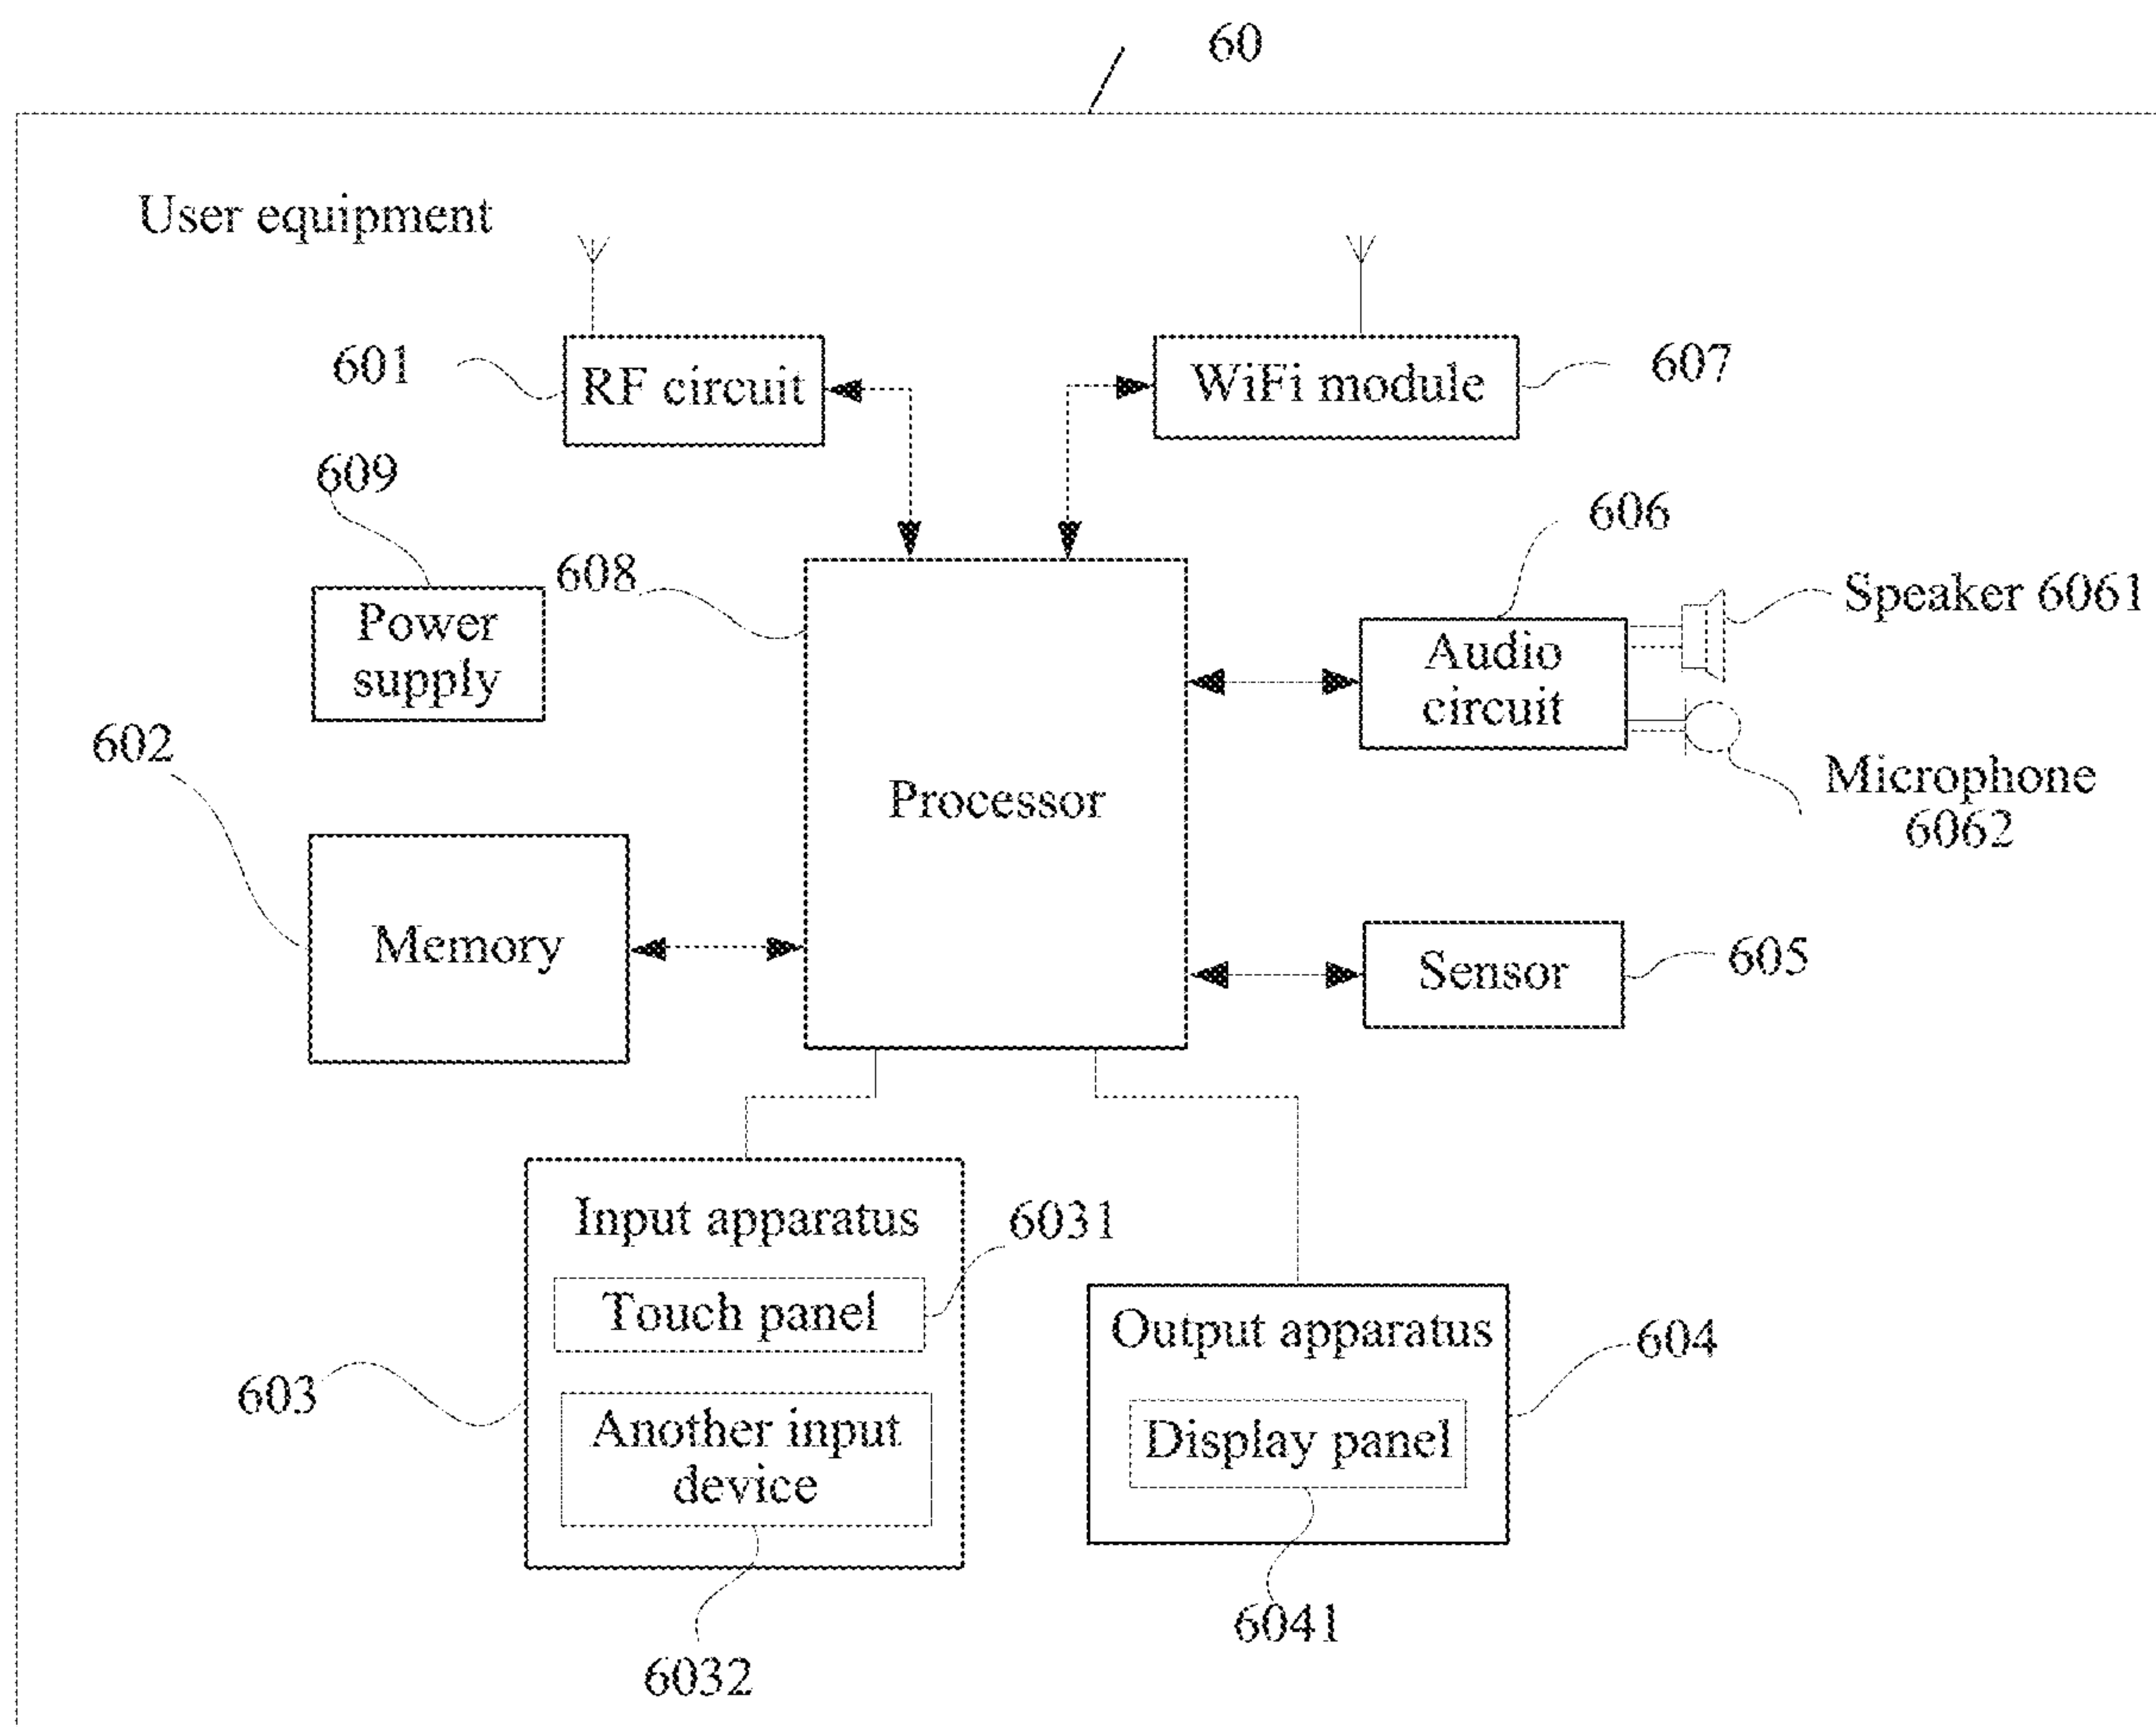 60
User equipment
601
RF circuit
WiFi module
607
609
Power
supply
608
606
Speaker 6061
Audio
circuit
602
Processor
Microphone
6062
Memory
Sensor
605
Input apparatus
6031
Touch panel
Output apparatus
604
603
Another input
device
Display panel
6041
6032